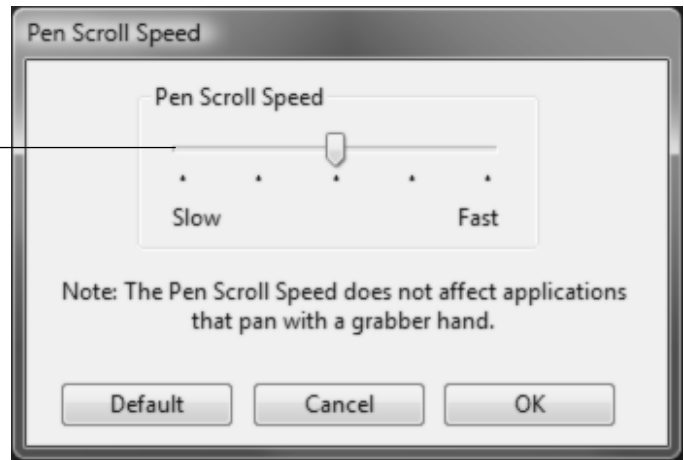 Pen Scroll Speed
Pen Scroll Speed
Slow Fast
Note: The Pen Scroll Speed does not affect applications
that pan with a grabber hand.
Default Cancel OK